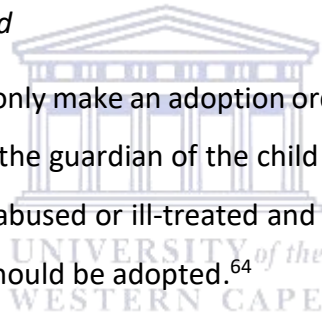 d
only make an adoption ord
the guardian of the child
abused or ill-treated and
UNIVERSITY of the
hould be adopted.64
WESTERN CAPE